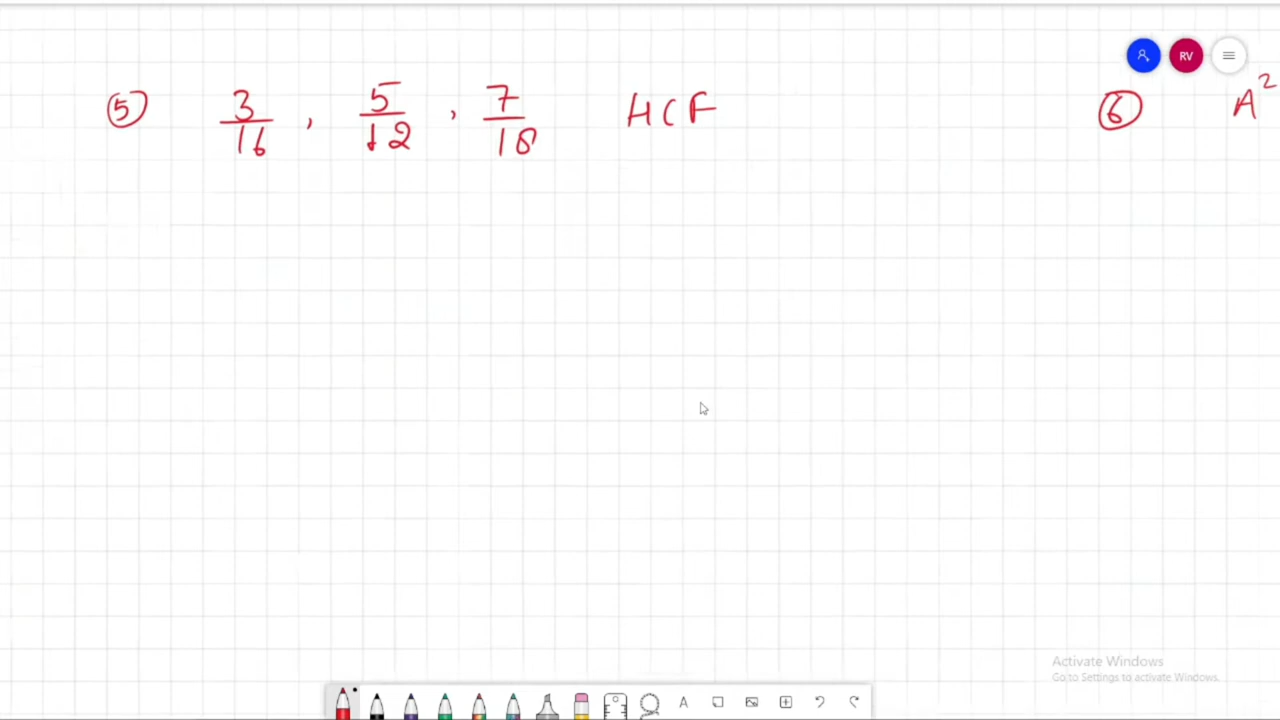 RV
⑤ 3/16 , 5/12 , 7/18 HCF ⑥ A²
A
Activate Windows
Go to Settings to activate Windows.